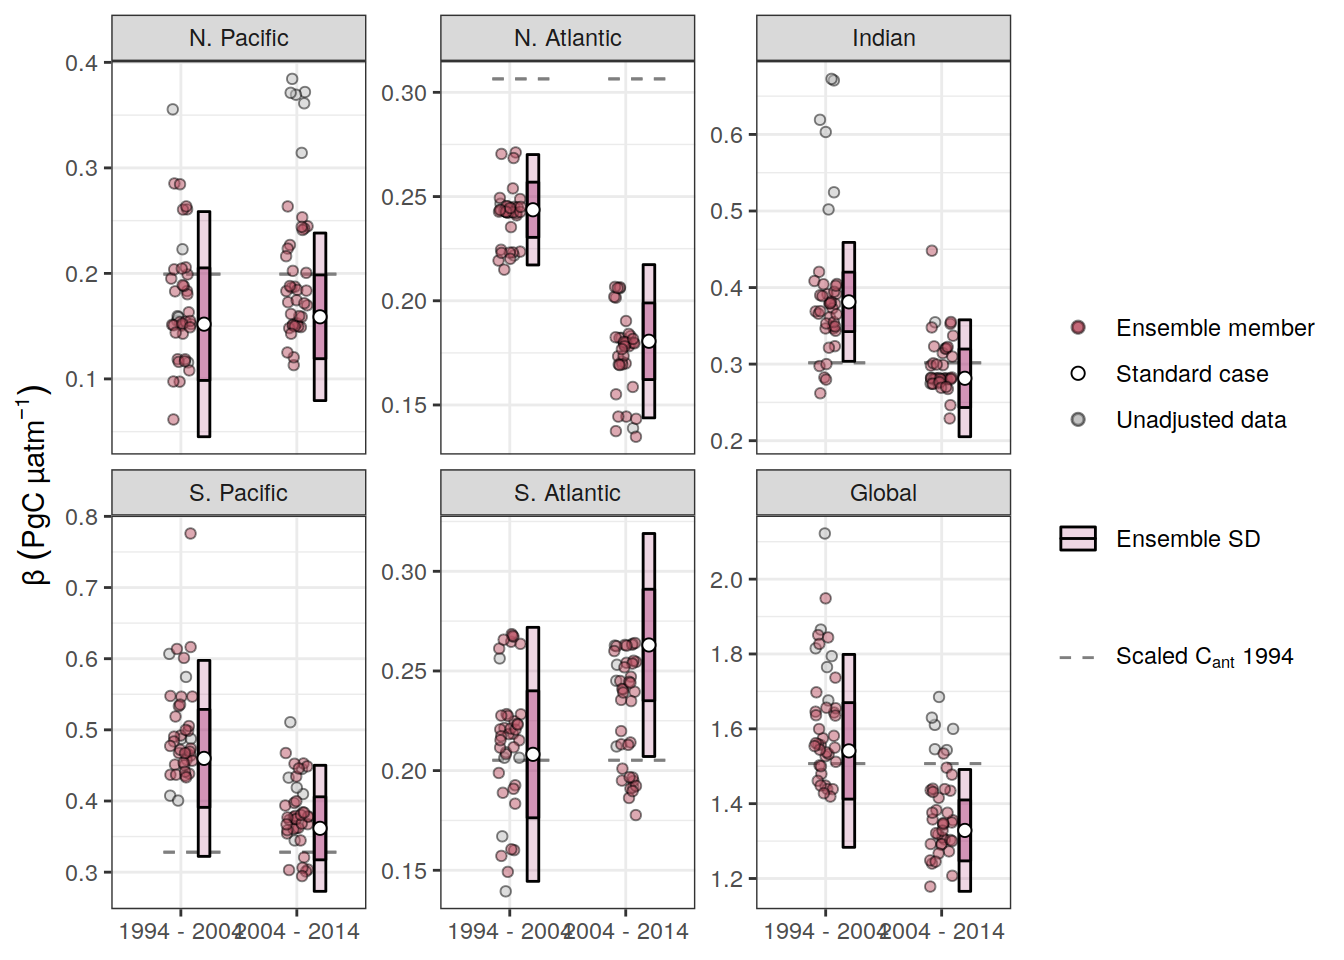 N. Pacific
N. Atlantic
Indian
0.4
0.3
0.2
0.1
0.30
0.25
0.20
0.15
0.6
0.5
0.4
0.3
0.2
β (PgC µatm⁻¹)
S. Pacific
S. Atlantic
Global
0.8
0.7
0.6
0.5
0.4
0.3
0.30
0.25
0.20
0.15
2.0
1.8
1.6
1.4
1.2
1994 - 2004
2004 - 2014
1994 - 2004
2004 - 2014
1994 - 2004
2004 - 2014
Ensemble member
Standard case
Unadjusted data
Ensemble SD
Scaled Cant 1994